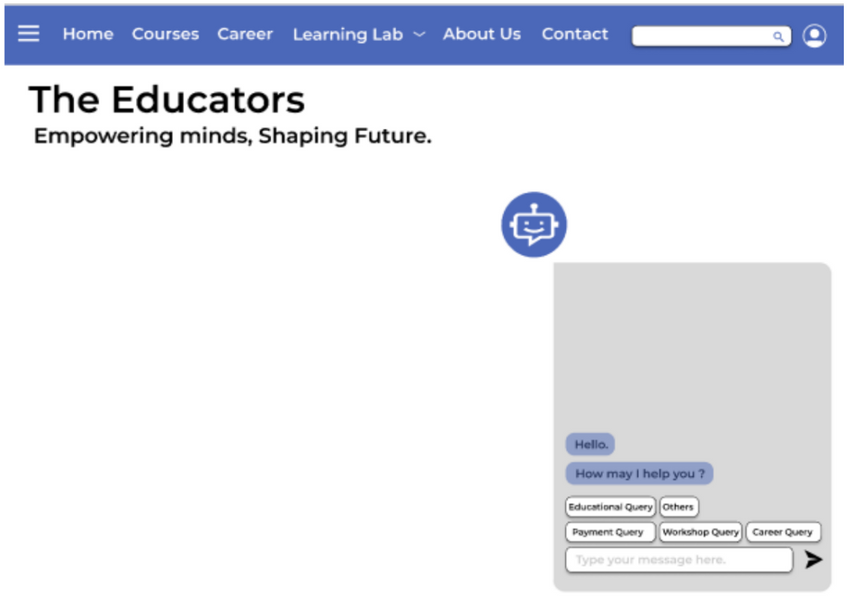 Home Courses Career Learning Lab About Us Contact
The Educators
Empowering minds, Shaping Future.
Hello.
How may I help you ?
Educational Query Others
Payment Query Workshop Query Career Query
Type your message here.